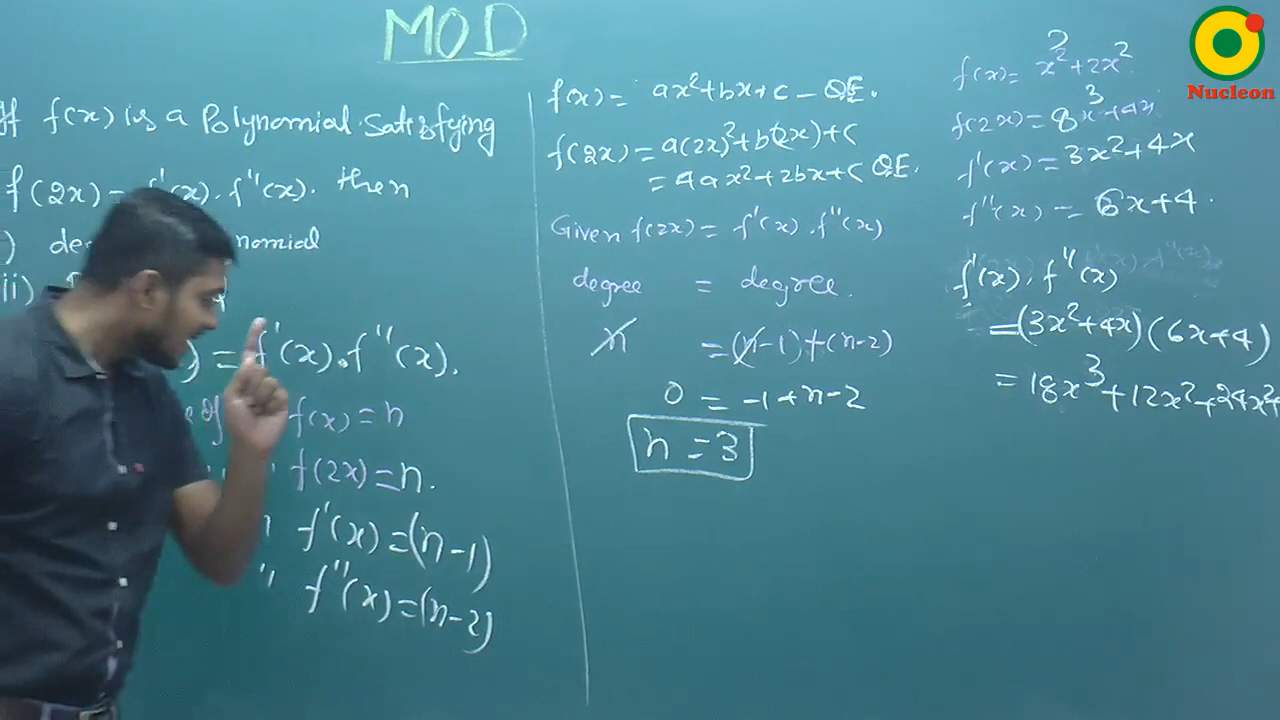 MOD
If f(x) is a Polynomial Satisfying
f(2x) = f'(x). f''(x). then
) nomial
ii)
) = f'(x).f''(x).
f(x) = n
f(2x) = n.
f'(x) = (n-1)
'' f''(x) = (n-2)
f(x) = ax²+bx+c - QE.
f(2x) = a(2x)²+b(2x)+c
= 4ax²+2bx+c QE.
Given f(2x) = f'(x).f''(x)
degree = degree.
n = (n-1)+(n-2)
0 = -1+n-2
n = 3
f(x) = x³+2x²
f(2x) = 8x³+4x
f'(x) = 3x²+4x
f''(x) = 6x+4.
f'(x). f''(x)
= (3x²+4x)(6x+4)
= 18x³+12x²+24x²+
Nucleon